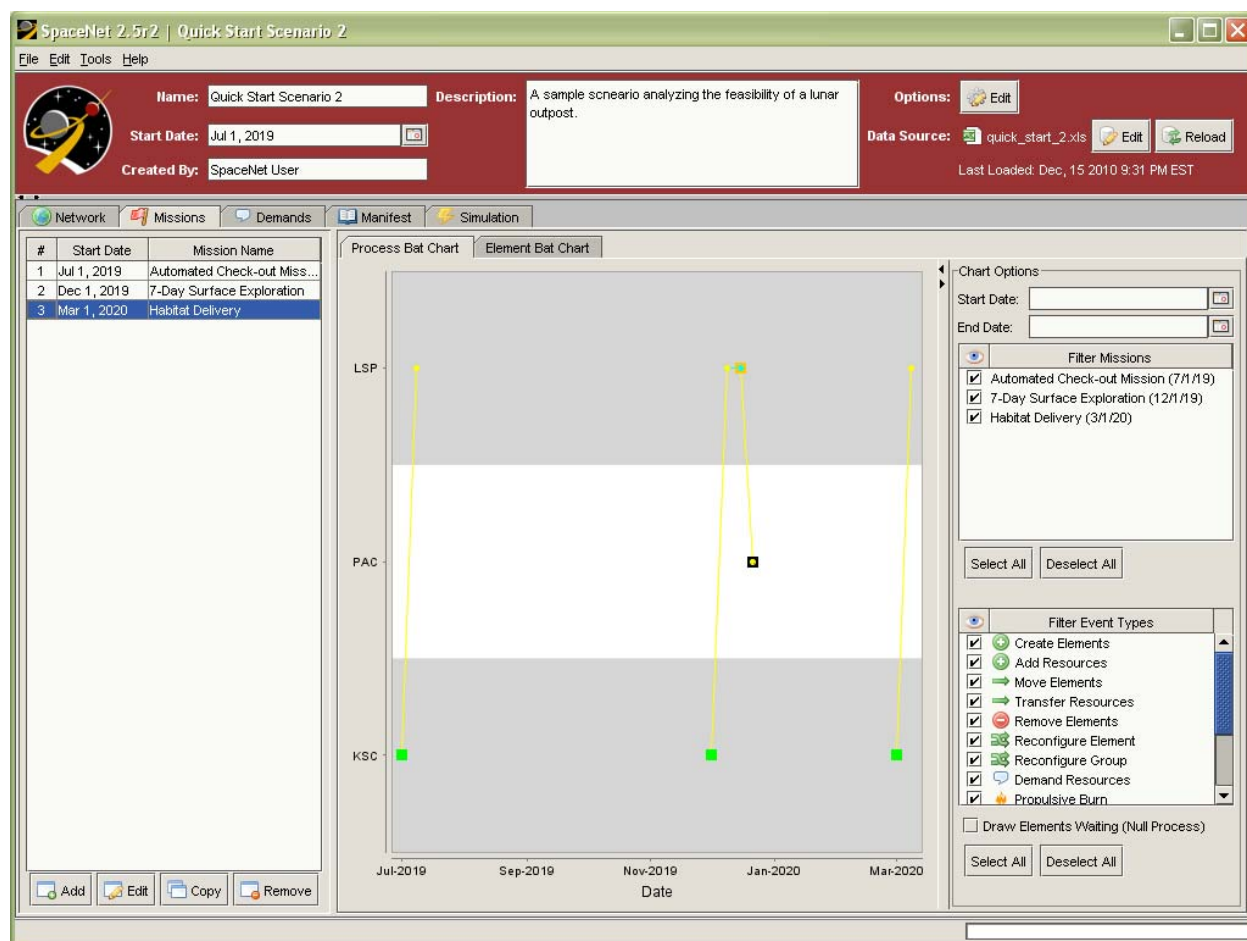 SpaceNet 2.5r2 | Quick Start Scenario 2
File Edit Tools Help
Name: Quick Start Scenario 2
Start Date: Jul 1, 2019
Created By: SpaceNet User
Description: A sample scneario analyzing the feasibility of a lunar
outpost.
Options: Edit
Data Source: quick_start_2.xls Edit Reload
Last Loaded: Dec, 15 2010 9:31 PM EST
Network Missions Demands Manifest Simulation
# Start Date Mission Name
1 Jul 1, 2019 Automated Check-out Miss...
2 Dec 1, 2019 7-Day Surface Exploration
3 Mar 1, 2020 Habitat Delivery
Add Edit Copy Remove
Process Bat Chart Element Bat Chart
LSP
PAC
KSC
Jul-2019 Sep-2019 Nov-2019 Jan-2020 Mar-2020
Date
Chart Options
Start Date:
End Date:
Filter Missions
Automated Check-out Mission (7/1/19)
7-Day Surface Exploration (12/1/19)
Habitat Delivery (3/1/20)
Select All Deselect All
Filter Event Types
Create Elements
Add Resources
Move Elements
Transfer Resources
Remove Elements
Reconfigure Element
Reconfigure Group
Demand Resources
Propulsive Burn
Draw Elements Waiting (Null Process)
Select All Deselect All